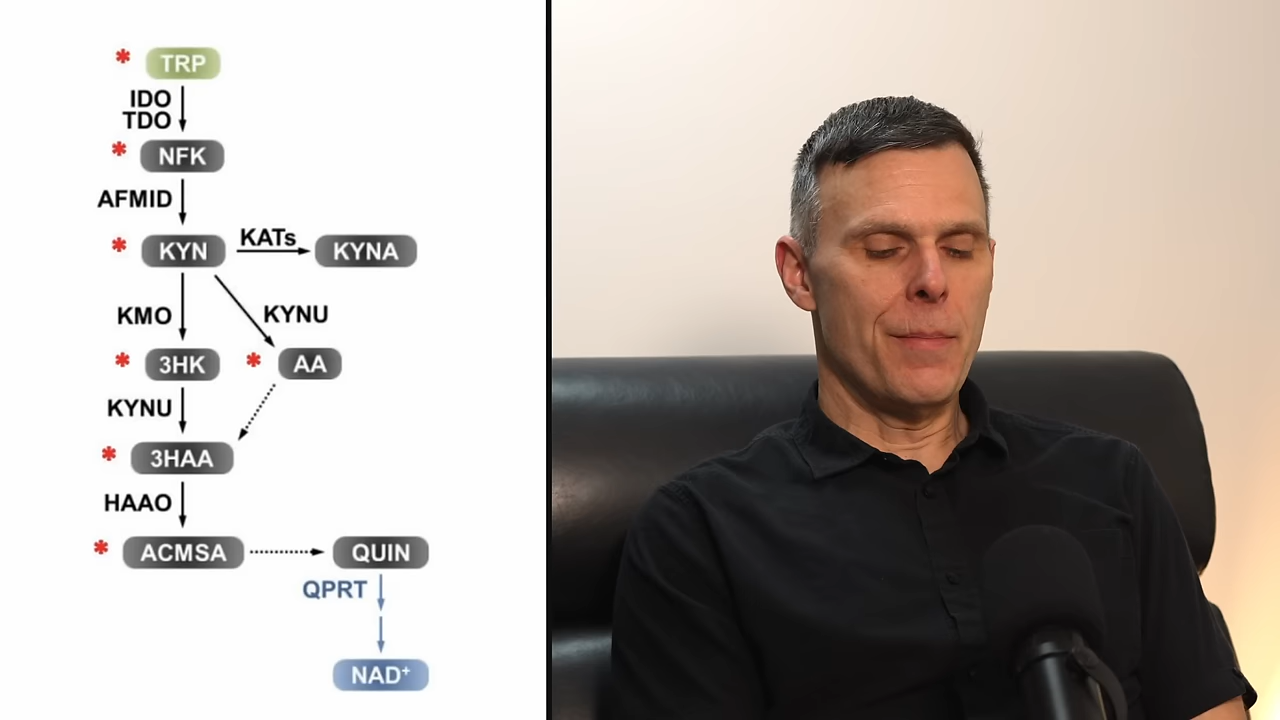 * TRP
IDO
TDO
* NFK
AFMID
* KYN
KATs
KYNA
KMO
KYNU
* 3HK
* AA
KYNU
* 3HAA
HAAO
* ACMSA
QUIN
QPRT
NAD⁺